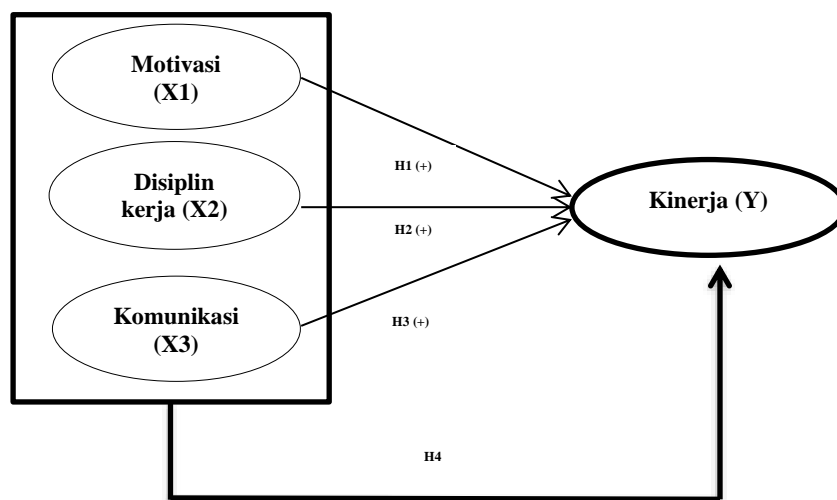 Motivasi
(X1)
H1 (+)
Disiplin
kerja (X2)
Kinerja (Y)
H2 (+)
Komunikasi
(X3)
H3 (+)
H4